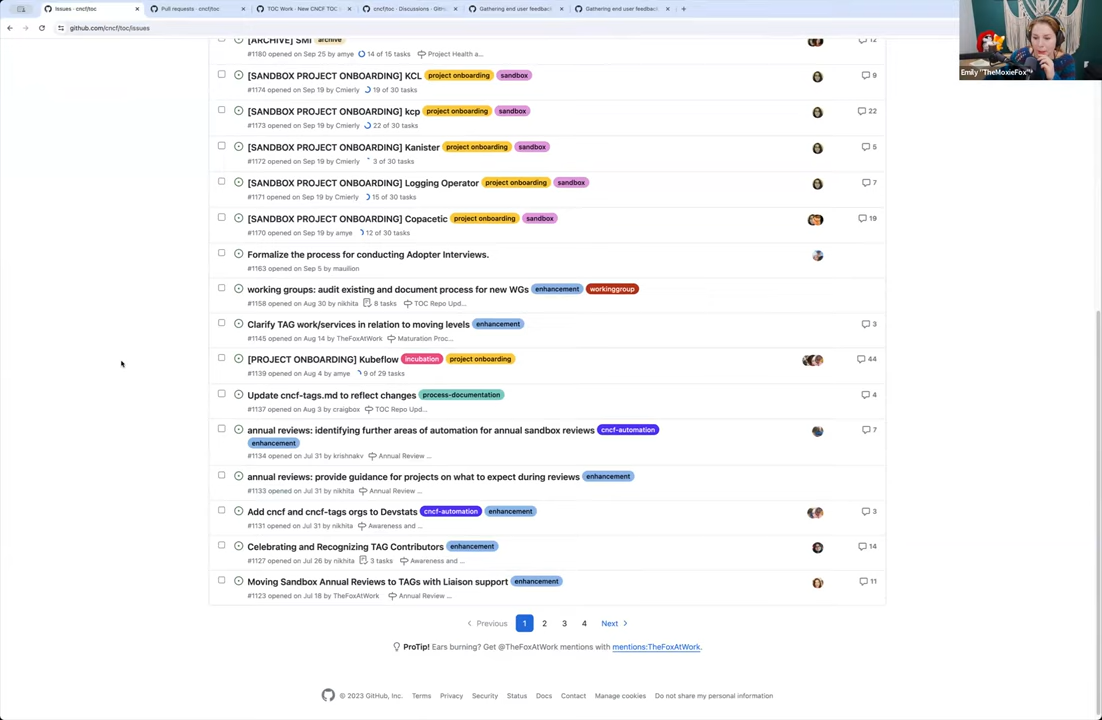 Issues · cncf/toc
Pull requests · cncf/toc
TOC Work · New CNCF TOC
cncf/toc · Discussions · GitHu
Gathering end user feedback
Gathering end user feedback
github.com/cncf/toc/issues
Emily "TheMoxieFox"
[ARCHIVE] SMI archive 12
#1180 opened on Sep 25 by amye 14 of 15 tasks Project Health a...
[SANDBOX PROJECT ONBOARDING] KCL project onboarding sandbox 9
#1174 opened on Sep 19 by Cmierly 19 of 30 tasks
[SANDBOX PROJECT ONBOARDING] kcp project onboarding sandbox 22
#1173 opened on Sep 19 by Cmierly 22 of 30 tasks
[SANDBOX PROJECT ONBOARDING] Kanister project onboarding sandbox 5
#1172 opened on Sep 19 by Cmierly 3 of 30 tasks
[SANDBOX PROJECT ONBOARDING] Logging Operator project onboarding sandbox 7
#1171 opened on Sep 19 by Cmierly 15 of 30 tasks
[SANDBOX PROJECT ONBOARDING] Copacetic project onboarding sandbox 19
#1170 opened on Sep 19 by amye 12 of 30 tasks
Formalize the process for conducting Adopter Interviews.
#1163 opened on Sep 5 by mauilion
working groups: audit existing and document process for new WGs enhancement workinggroup
#1158 opened on Aug 30 by nikhita 8 tasks TOC Repo Upd...
Clarify TAG work/services in relation to moving levels enhancement 3
#1145 opened on Aug 14 by TheFoxAtWork Maturation Proc...
[PROJECT ONBOARDING] Kubeflow incubation project onboarding 44
#1139 opened on Aug 4 by amye 9 of 29 tasks
Update cncf-tags.md to reflect changes process-documentation 4
#1137 opened on Aug 3 by craigbox TOC Repo Upd...
annual reviews: identifying further areas of automation for annual sandbox reviews cncf-automation 7
enhancement
#1134 opened on Jul 31 by krishnakv Annual Review ...
annual reviews: provide guidance for projects on what to expect during reviews enhancement
#1133 opened on Jul 31 by nikhita Annual Review ...
Add cncf and cncf-tags orgs to Devstats cncf-automation enhancement 3
#1131 opened on Jul 31 by nikhita Awareness and ...
Celebrating and Recognizing TAG Contributors enhancement 14
#1127 opened on Jul 26 by nikhita 3 tasks Awareness and ...
Moving Sandbox Annual Reviews to TAGs with Liaison support enhancement 11
#1123 opened on Jul 18 by TheFoxAtWork Annual Review ...
Previous 1 2 3 4 Next
ProTip! Ears burning? Get @TheFoxAtWork mentions with mentions:TheFoxAtWork.
© 2023 GitHub, Inc. Terms Privacy Security Status Docs Contact Manage cookies Do not share my personal information